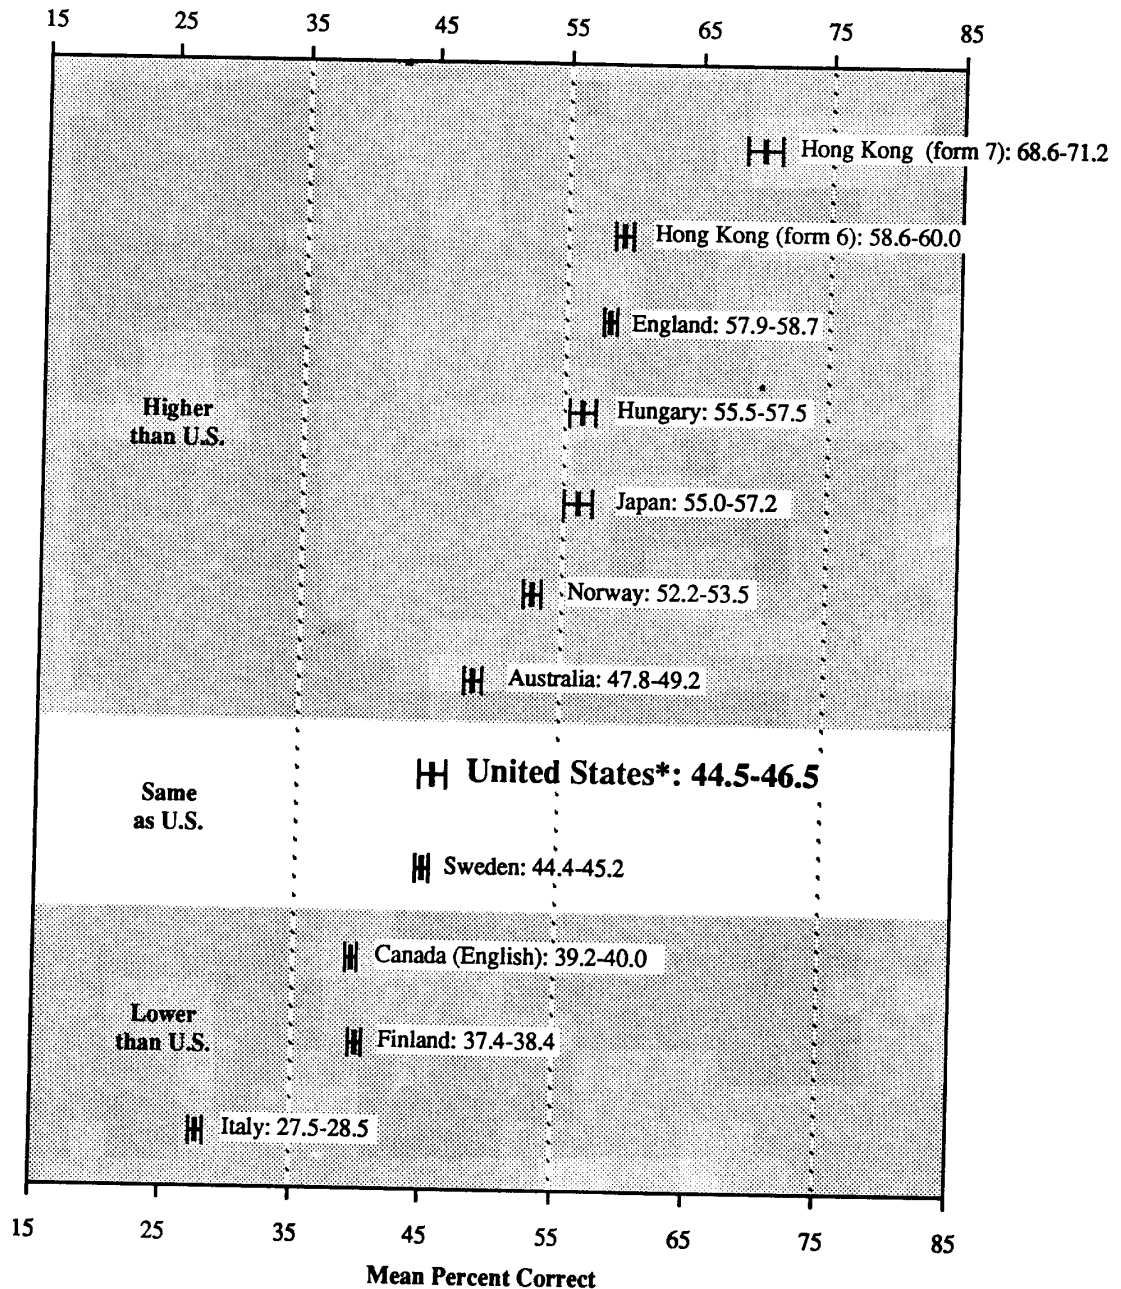 15 25 35 45 55 65 75 85
Hong Kong (form 7): 68.6-71.2
Hong Kong (form 6): 58.6-60.0
England: 57.9-58.7
Higher
than U.S.
Hungary: 55.5-57.5
Japan: 55.0-57.2
Norway: 52.2-53.5
Australia: 47.8-49.2
United States*: 44.5-46.5
Same
as U.S.
Sweden: 44.4-45.2
Canada (English): 39.2-40.0
Lower
than U.S.
Finland: 37.4-38.4
Italy: 27.5-28.5
15 25 35 45 55 65 75 85
Mean Percent Correct